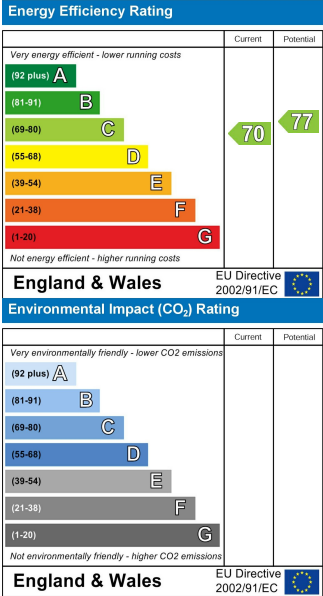 Energy Efficiency Rating
Current Potential
Very energy efficient - lower running costs
(92 plus) A
(81-91) B
(69-80) C
(55-68) D
(39-54) E
(21-38) F
(1-20) G
70 77
Not energy efficient - higher running costs
England & Wales
EU Directive
2002/91/EC
Environmental Impact (CO₂) Rating
Current Potential
Very environmentally friendly - lower CO2 emissions
(92 plus) A
(81-91) B
(69-80) C
(55-68) D
(39-54) E
(21-38) F
(1-20) G
Not environmentally friendly - higher CO2 emissions
England & Wales
EU Directive
2002/91/EC